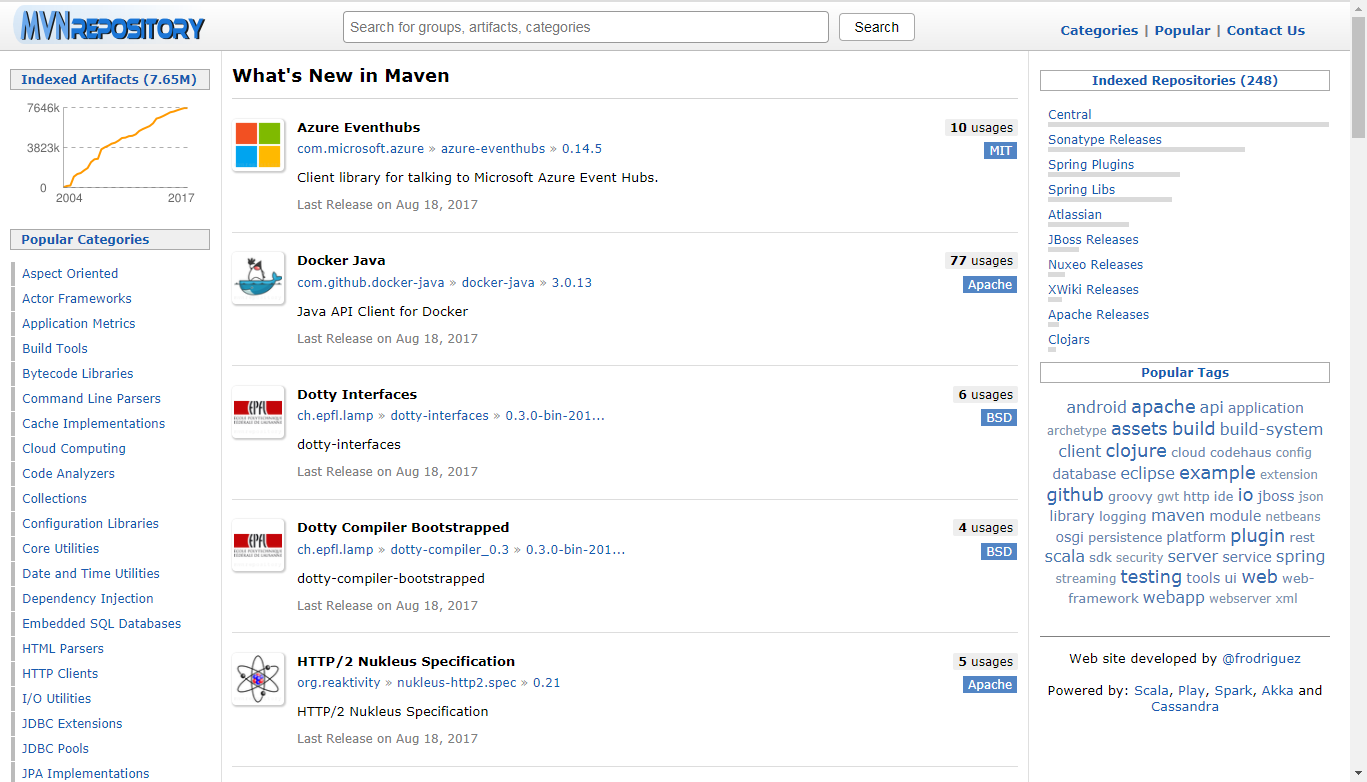 MVNREPOSITORY
Search for groups, artifacts, categories
Search
Categories | Popular | Contact Us
Indexed Artifacts (7.65M)
7646k
3823k
0
2004 2017
Popular Categories
Aspect Oriented
Actor Frameworks
Application Metrics
Build Tools
Bytecode Libraries
Command Line Parsers
Cache Implementations
Cloud Computing
Code Analyzers
Collections
Configuration Libraries
Core Utilities
Date and Time Utilities
Dependency Injection
Embedded SQL Databases
HTML Parsers
HTTP Clients
I/O Utilities
JDBC Extensions
JDBC Pools
JPA Implementations
What's New in Maven
Azure Eventhubs
10 usages
com.microsoft.azure » azure-eventhubs » 0.14.5
MIT
Client library for talking to Microsoft Azure Event Hubs.
Last Release on Aug 18, 2017
Docker Java
77 usages
com.github.docker-java » docker-java » 3.0.13
Apache
Java API Client for Docker
Last Release on Aug 18, 2017
EPFL
Dotty Interfaces
6 usages
ch.epfl.lamp » dotty-interfaces » 0.3.0-bin-201...
BSD
dotty-interfaces
Last Release on Aug 18, 2017
EPFL
Dotty Compiler Bootstrapped
4 usages
ch.epfl.lamp » dotty-compiler_0.3 » 0.3.0-bin-201...
BSD
dotty-compiler-bootstrapped
Last Release on Aug 18, 2017
HTTP/2 Nukleus Specification
5 usages
org.reaktivity » nukleus-http2.spec » 0.21
Apache
HTTP/2 Nukleus Specification
Last Release on Aug 18, 2017
Indexed Repositories (248)
Central
Sonatype Releases
Spring Plugins
Spring Libs
Atlassian
JBoss Releases
Nuxeo Releases
XWiki Releases
Apache Releases
Clojars
Popular Tags
android apache api application
archetype assets build build-system
client clojure cloud codehaus config
database eclipse example extension
github groovy gwt http ide io jboss json
library logging maven module netbeans
osgi persistence platform plugin rest
scala sdk security server service spring
streaming testing tools ui web web-
framework webapp webserver xml
Web site developed by @frodriguez
Powered by: Scala, Play, Spark, Akka and
Cassandra